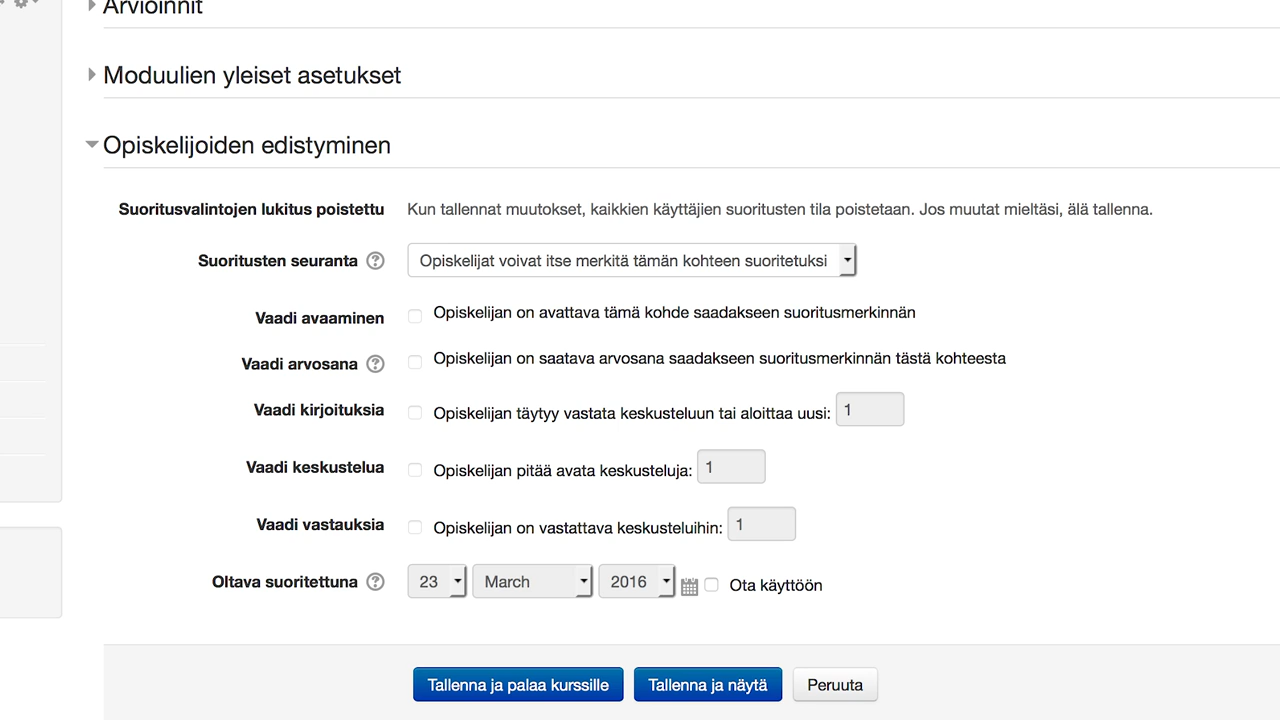 Arvioinnit
Moduulien yleiset asetukset
Opiskelijoiden edistyminen
Suoritusvalintojen lukitus poistettu Kun tallennat muutokset, kaikkien käyttäjien suoritusten tila poistetaan. Jos muutat mieltäsi, älä tallenna.
Suoritusten seuranta ? Opiskelijat voivat itse merkitä tämän kohteen suoritetuksi
Vaadi avaaminen Opiskelijan on avattava tämä kohde saadakseen suoritusmerkinnän
Vaadi arvosana ? Opiskelijan on saatava arvosana saadakseen suoritusmerkinnän tästä kohteesta
Vaadi kirjoituksia Opiskelijan täytyy vastata keskusteluun tai aloittaa uusi: 1
Vaadi keskustelua Opiskelijan pitää avata keskusteluja: 1
Vaadi vastauksia Opiskelijan on vastattava keskusteluihin: 1
Oltava suoritettuna ? 23 March 2016 Ota käyttöön
Tallenna ja palaa kurssille Tallenna ja näytä Peruuta